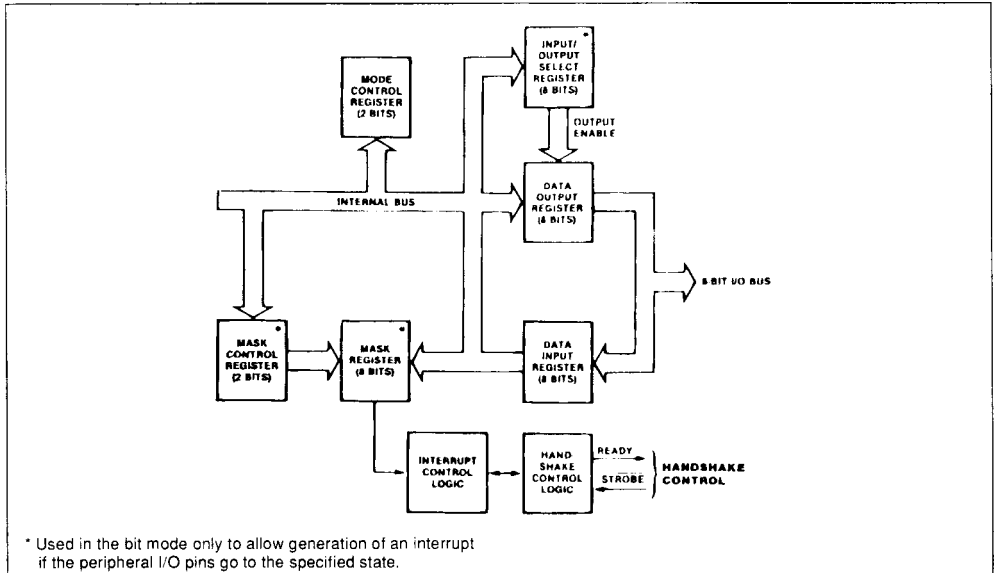 INPUT/ *
OUTPUT
SELECT
REGISTER
(8 BITS)
MODE
CONTROL
REGISTER
(2 BITS)
OUTPUT
ENABLE
DATA
OUTPUT
REGISTER
(8 BITS)
INTERNAL BUS
8-BIT I/O BUS
*
MASK
CONTROL
REGISTER
(2 BITS)
*
MASK
REGISTER
(8 BITS)
DATA
INPUT
REGISTER
(8 BITS)
INTERRUPT
CONTROL
LOGIC
HAND
SHAKE
CONTROL
LOGIC
READY
STROBE
HANDSHAKE
CONTROL
* Used in the bit mode only to allow generation of an interrupt
if the peripheral I/O pins go to the specified state.